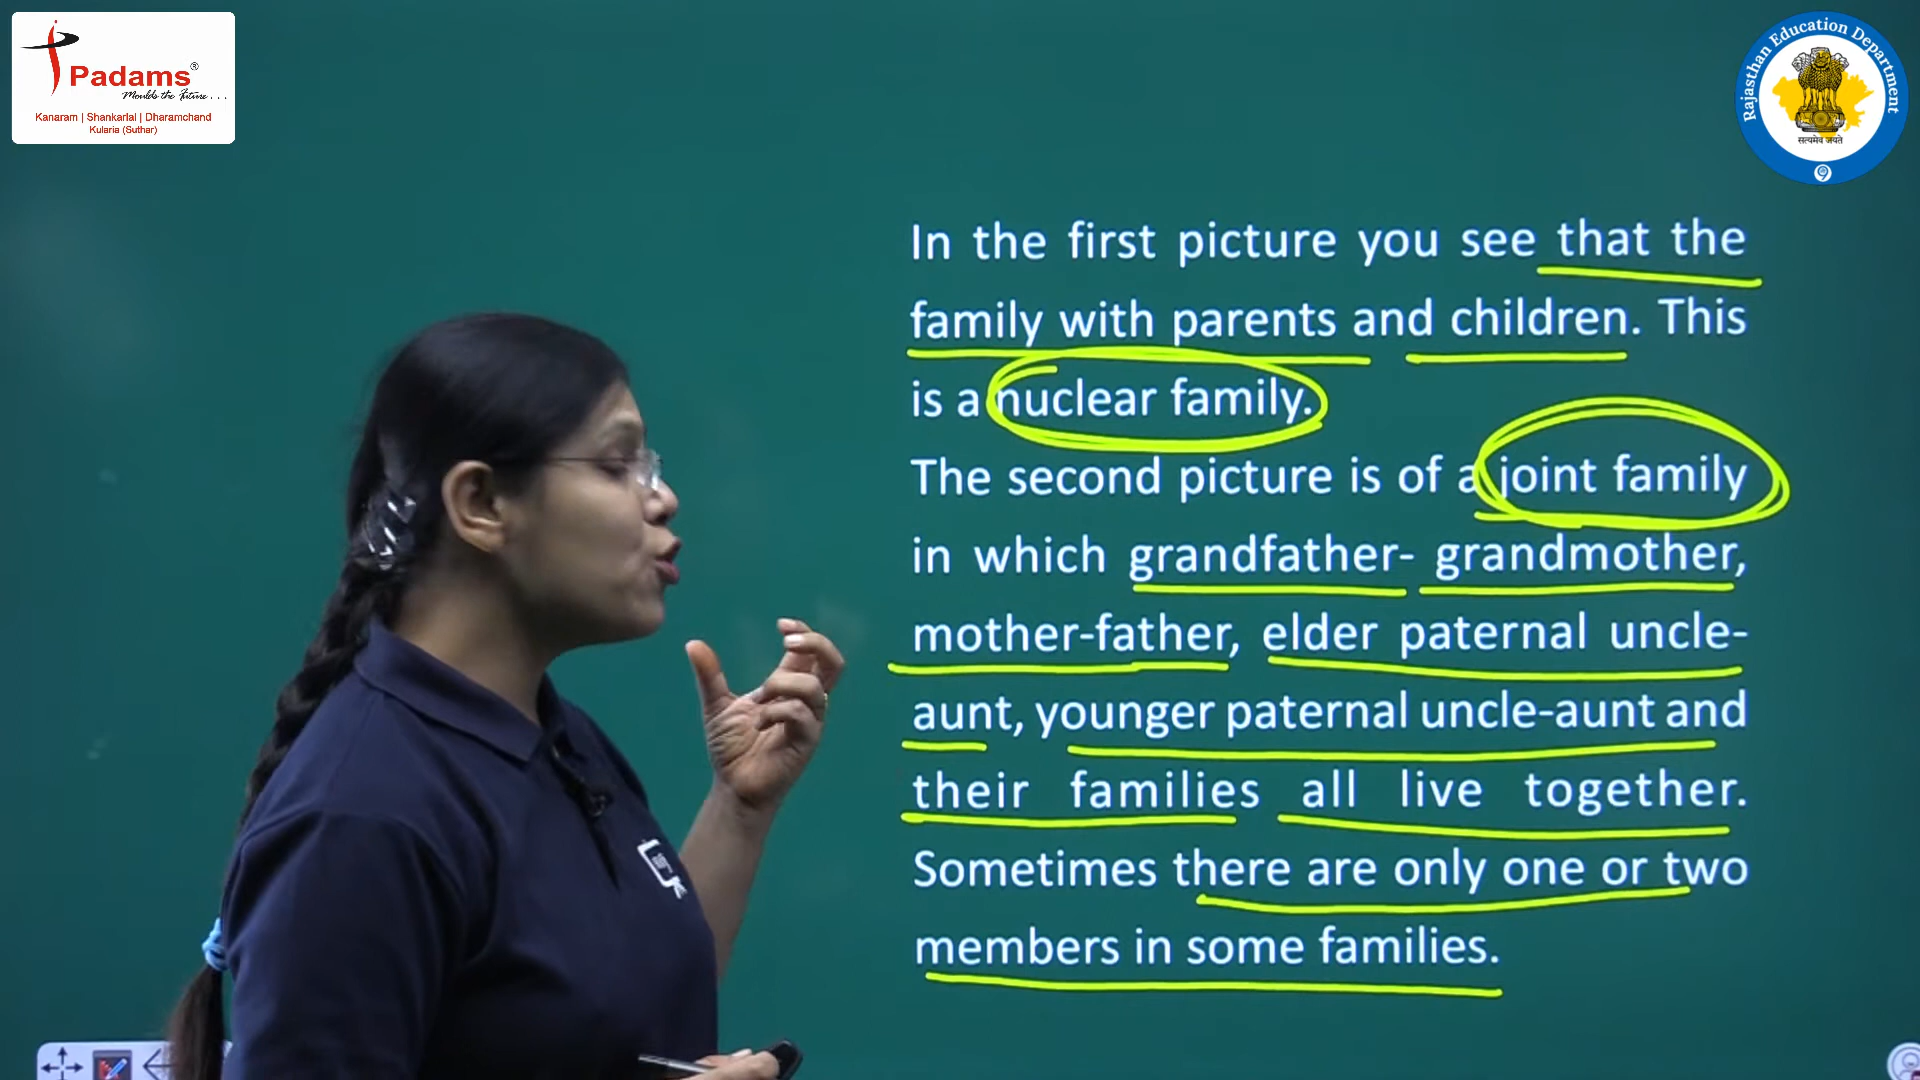 Padams®
Moulds the Future...
Kanaram | Shankarlal | Dharamchand
Kularia (Suthar)
Rajasthan Education Department
सत्यमेव जयते
In the first picture you see that the
family with parents and children. This
is a nuclear family.
The second picture is of a joint family
in which grandfather- grandmother,
mother-father, elder paternal uncle-
aunt, younger paternal uncle-aunt and
their families all live together.
Sometimes there are only one or two
members in some families.